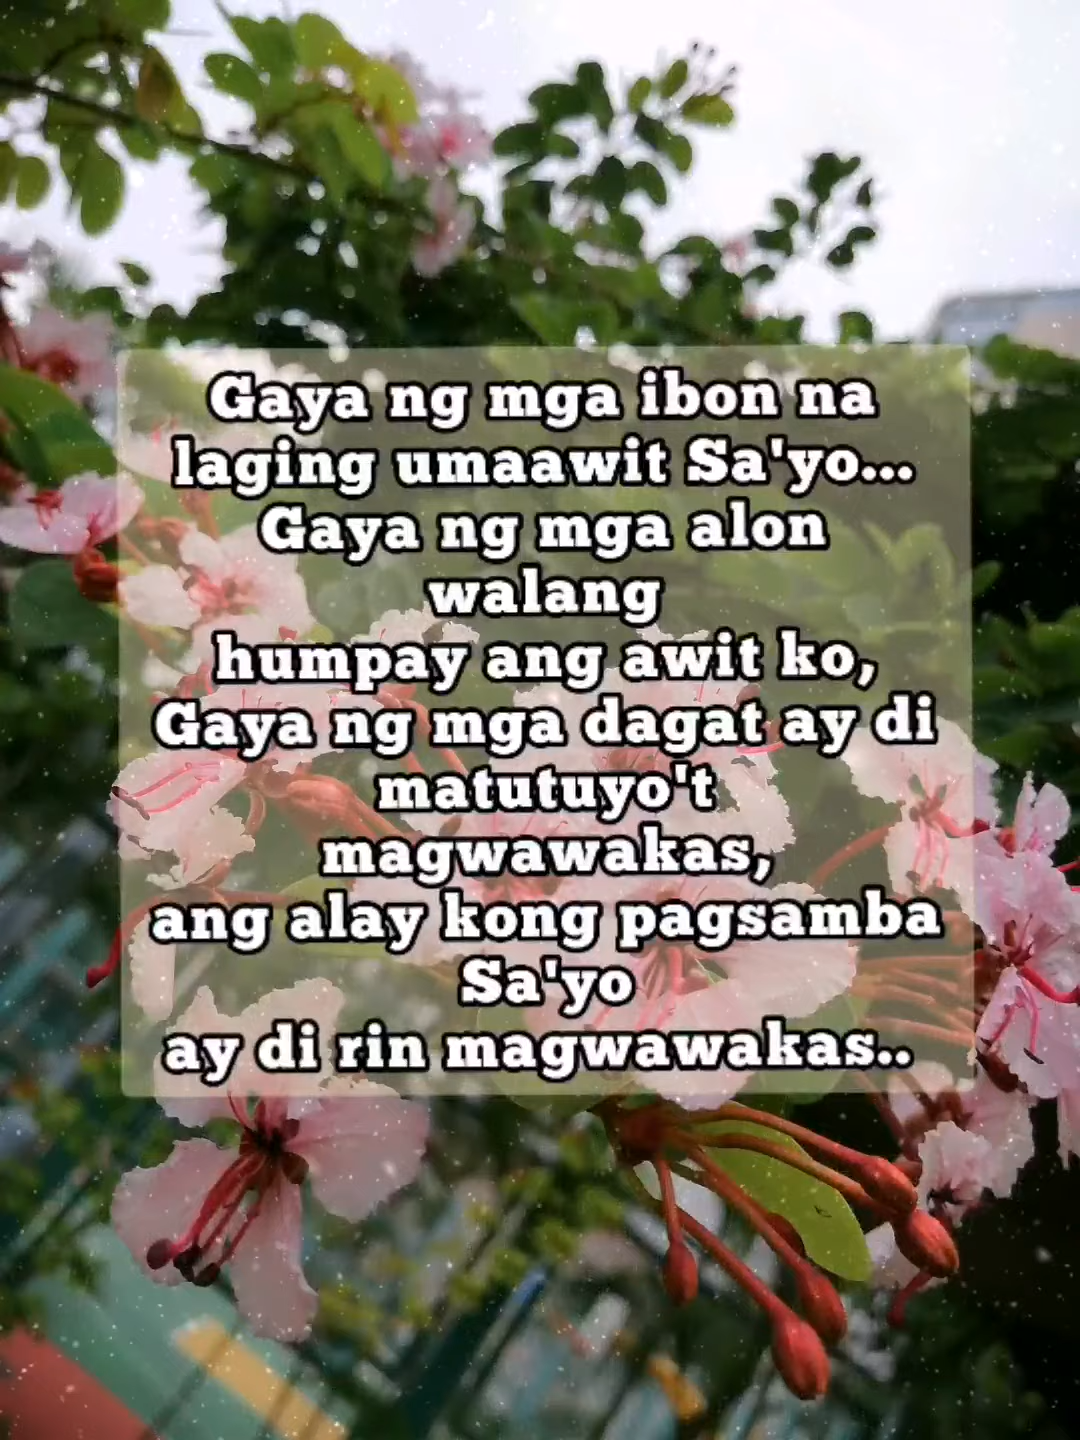 Gaya ng mga ibon na
laging umaawit Sa'yo...
Gaya ng mga alon
walang
humpay ang awit ko,
Gaya ng mga dagat ay di
matutuyo't
magwawakas,
ang alay kong pagsamba
Sa'yo
ay di rin magwawakas..